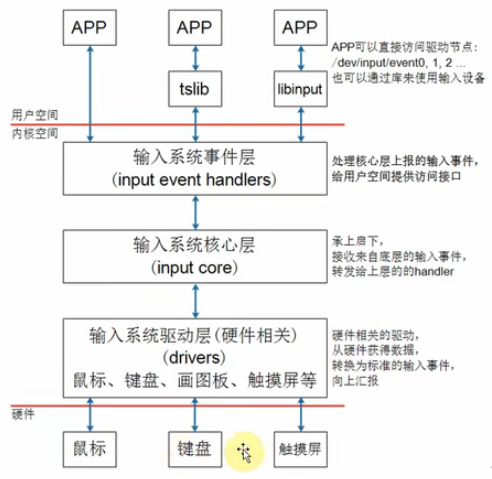 APP
APP
APP
APP可以直接访问驱动节点：
/dev/input/event0, 1, 2 ...
也可以通过库来使用输入设备
tslib
libinput
用户空间
内核空间
输入系统事件层
(input event handlers)
处理核心层上报的输入事件，
给用户空间提供访问接口
输入系统核心层
(input core)
承上启下，
接收来自底层的输入事件，
转发给上层的的handler
输入系统驱动层(硬件相关)
(drivers)
鼠标、键盘、画图板、触摸屏等
硬件相关的驱动，
从硬件获得数据，
转换为标准的输入事件，
向上汇报
硬件
鼠标
键盘
触摸屏